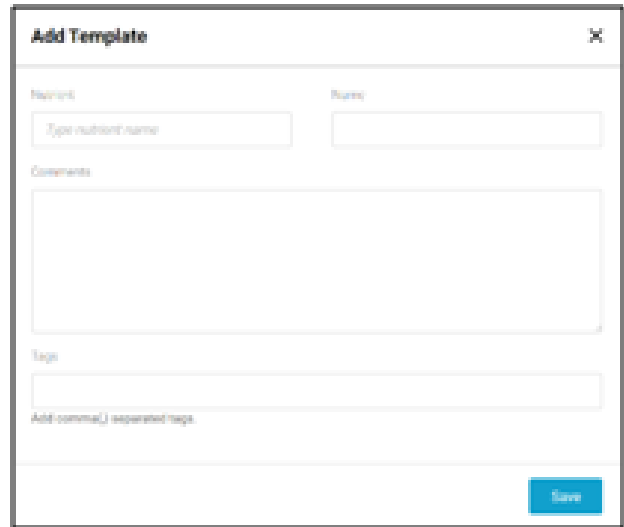 Add Template
Nutrient
Name
Type nutrient name
Comments
Tags
Add comma(,) separated tags
Save